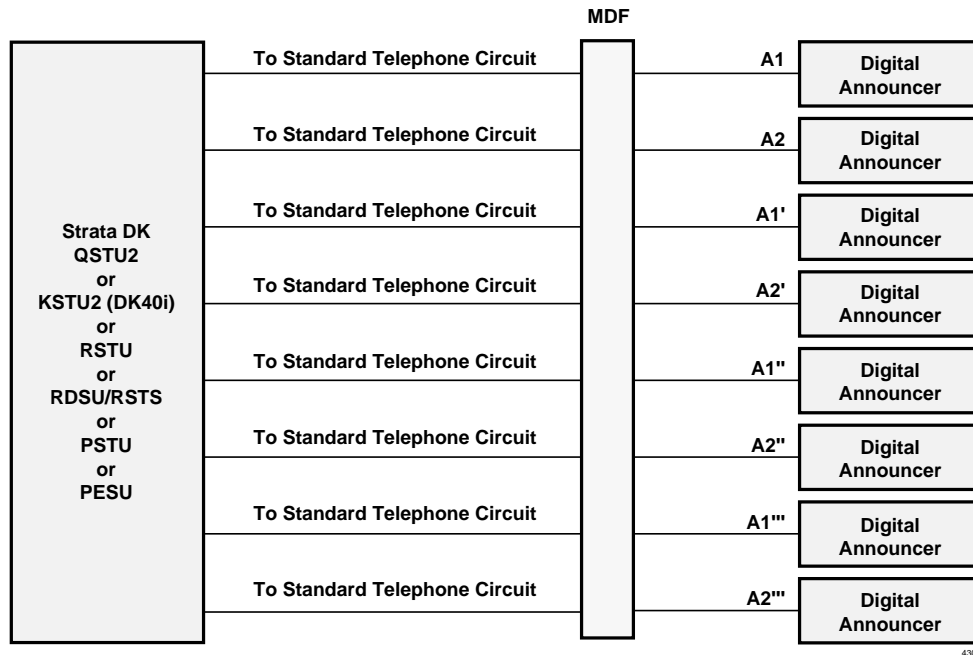 MDF
To Standard Telephone Circuit
A1
Digital
Announcer
To Standard Telephone Circuit
A2
Digital
Announcer
To Standard Telephone Circuit
A1'
Digital
Announcer
Strata DK
QSTU2
or
KSTU2 (DK40i)
or
RSTU
or
RDSU/RSTS
or
PSTU
or
PESU
To Standard Telephone Circuit
A2'
Digital
Announcer
To Standard Telephone Circuit
A1"
Digital
Announcer
To Standard Telephone Circuit
A2"
Digital
Announcer
To Standard Telephone Circuit
A1'"
Digital
Announcer
To Standard Telephone Circuit
A2'"
Digital
Announcer